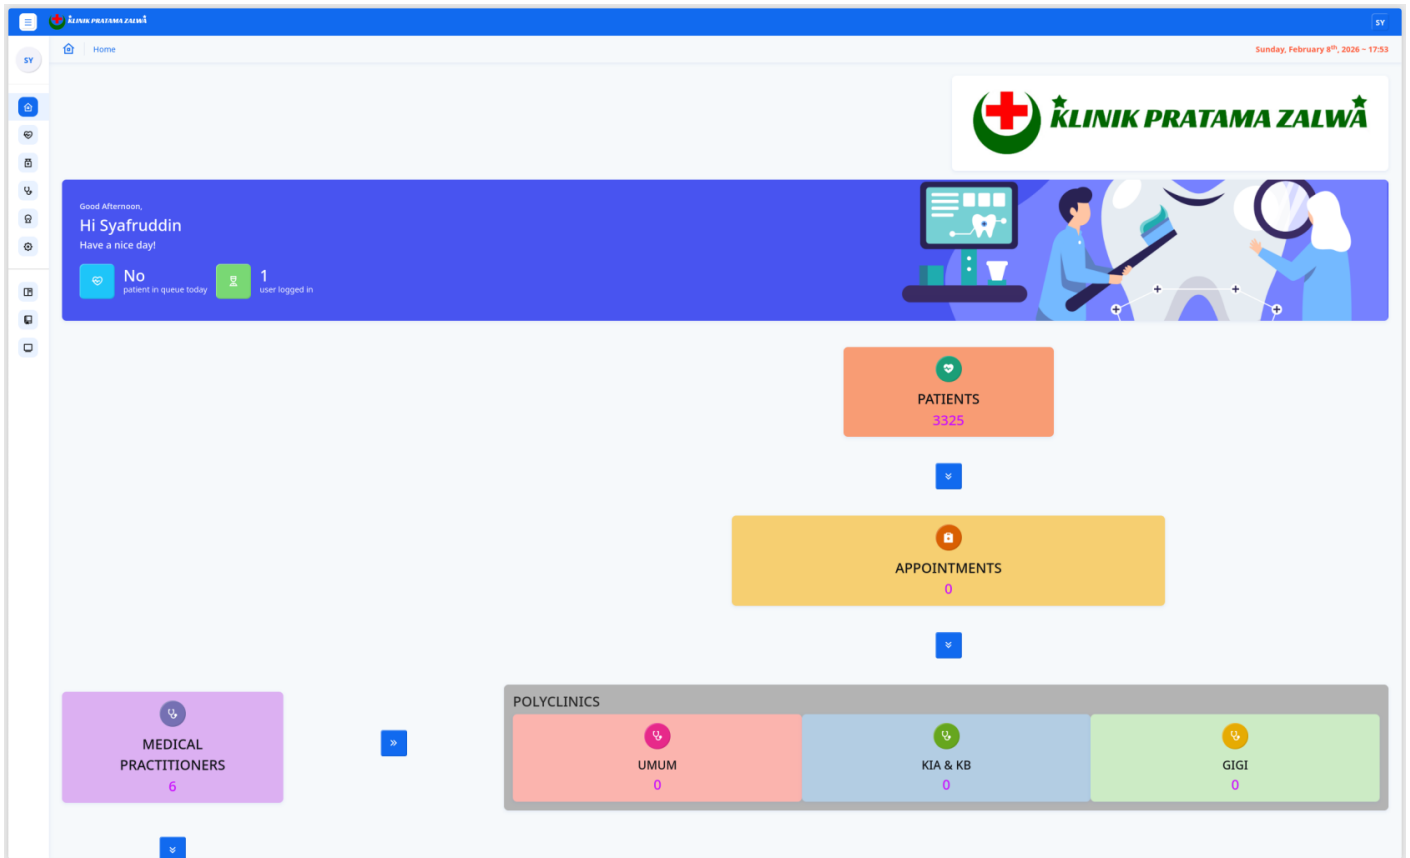 KLINIK PRATAMA ZALWA
SY
SY
Home
Sunday, February 8th, 2026 ~ 17:53
KLINIK PRATAMA ZALWA
Good Afternoon,
Hi Syafruddin
Have a nice day!
No
patient in queue today
1
user logged in
PATIENTS
3325
APPOINTMENTS
0
MEDICAL
PRACTITIONERS
6
POLYCLINICS
UMUM
0
KIA & KB
0
GIGI
0